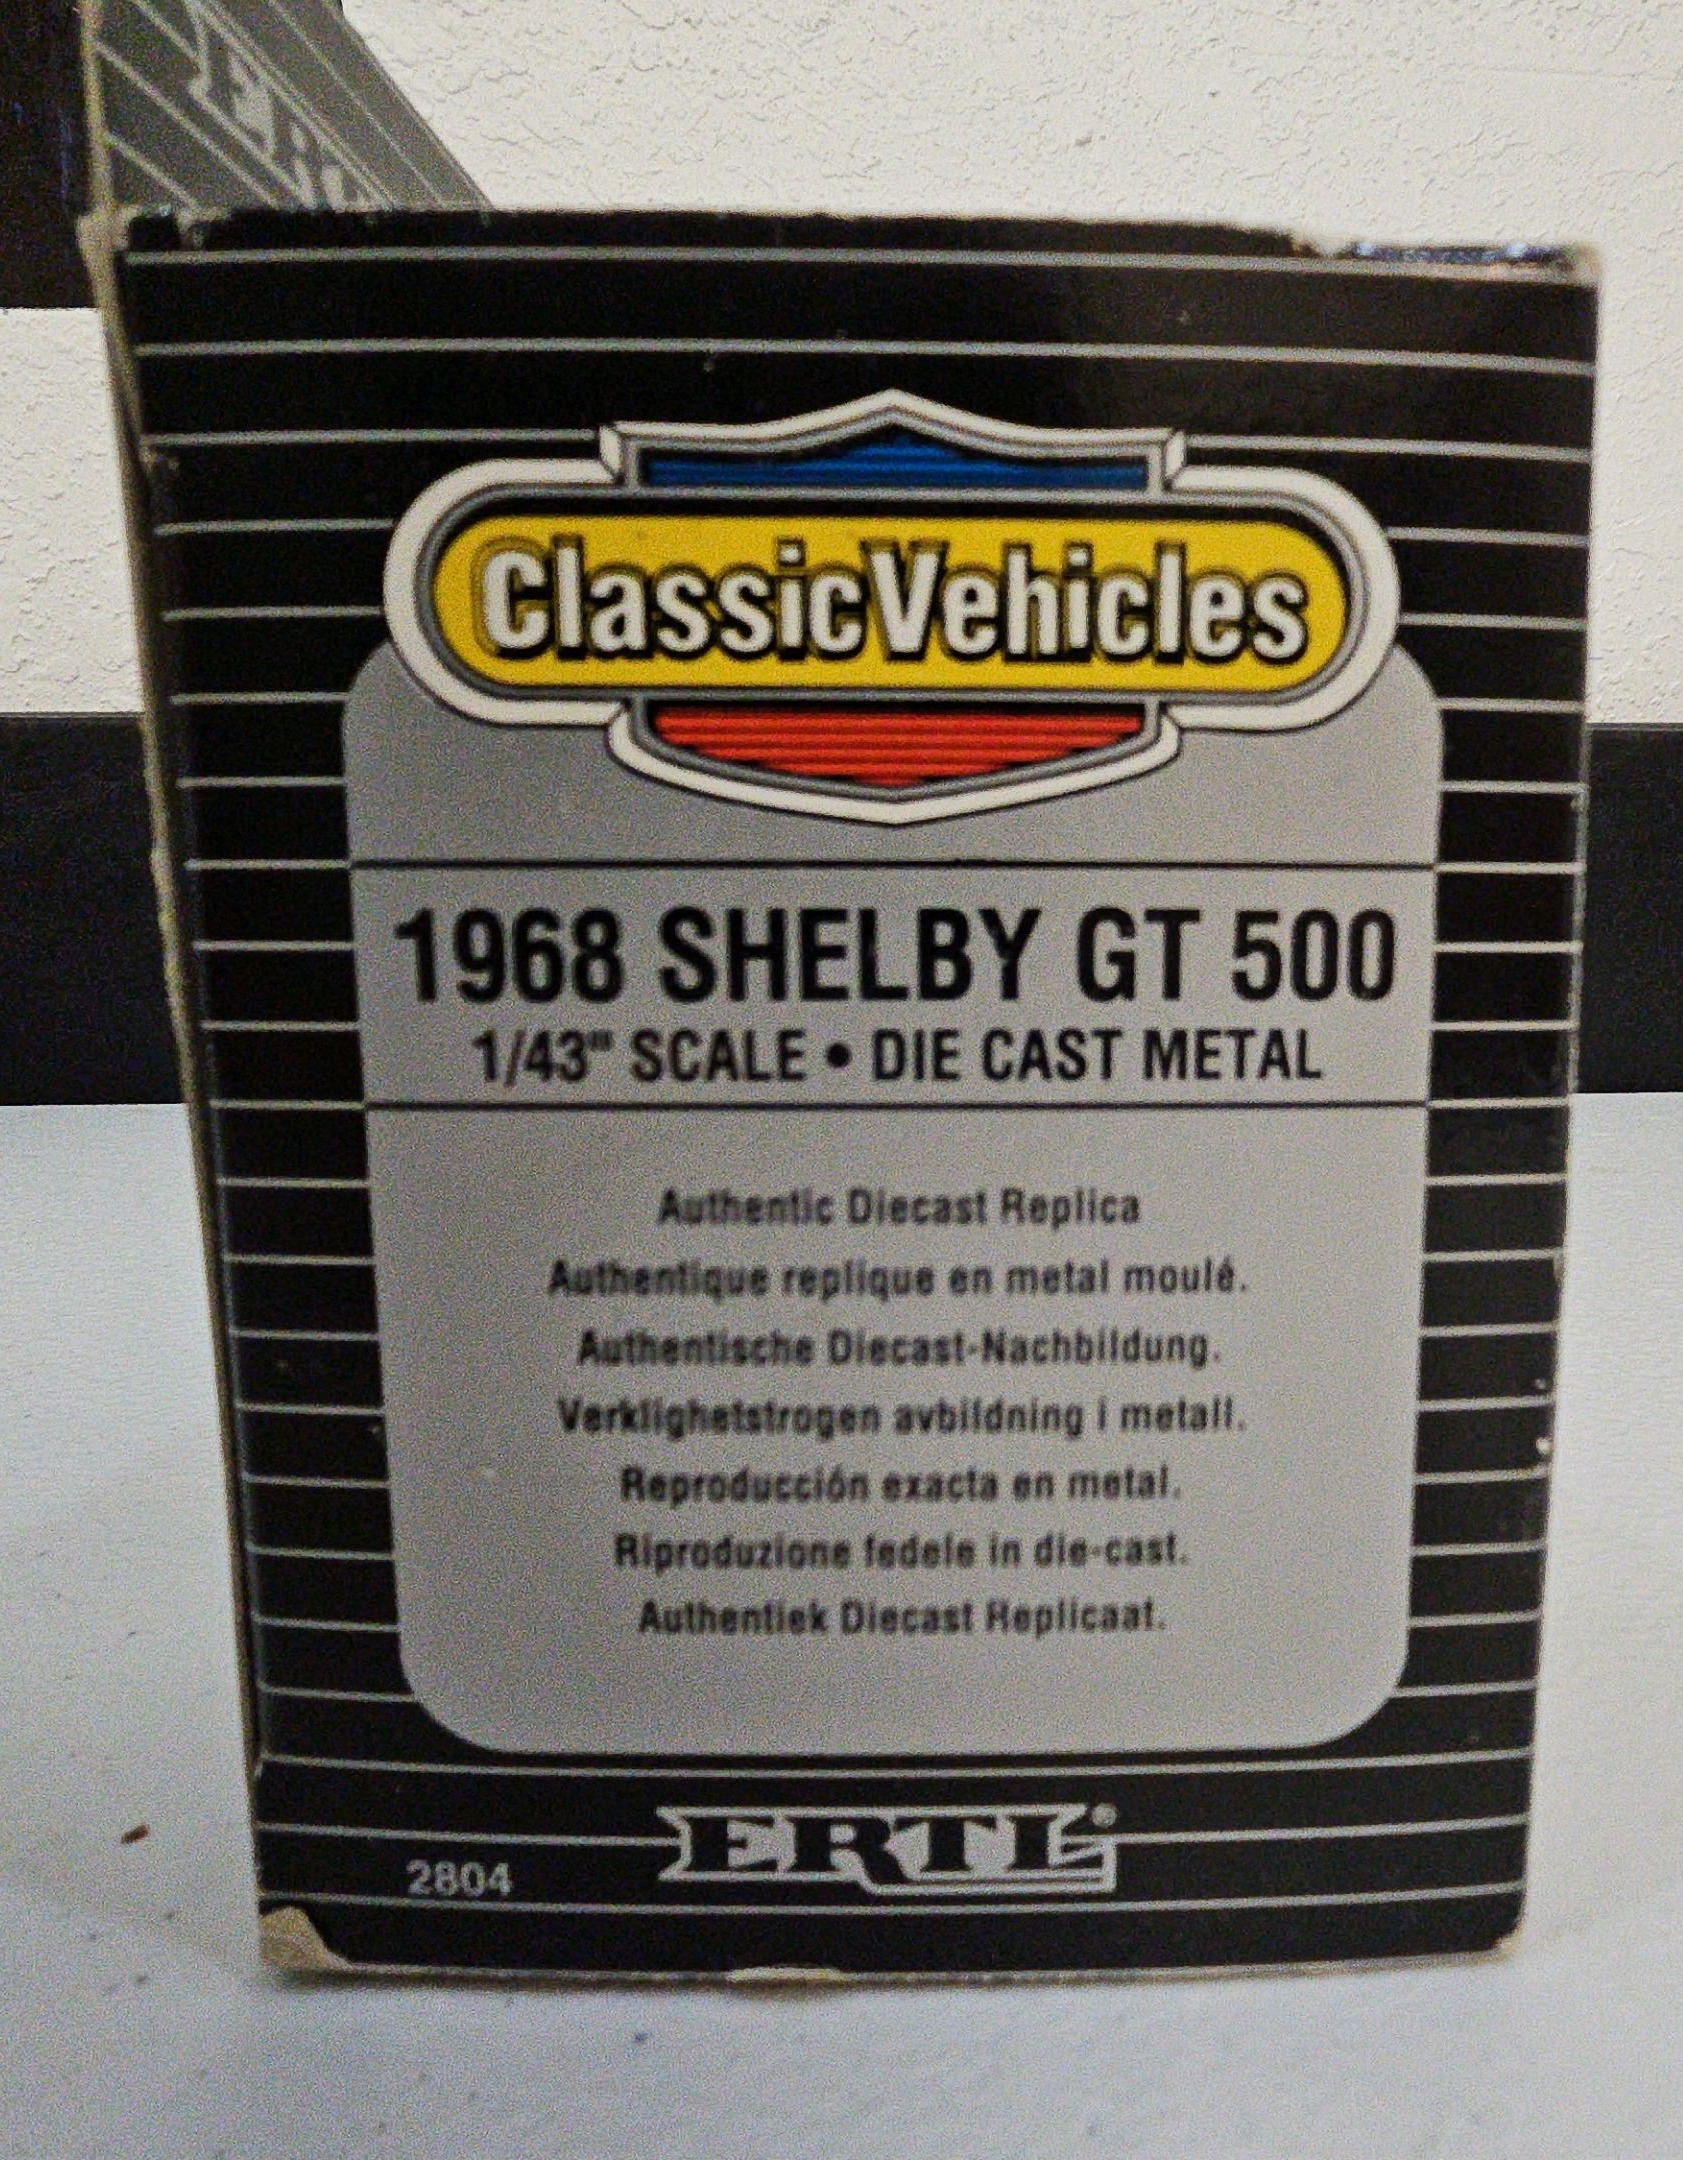 ClassicVehicles
1968 SHELBY GT 500
1/43" SCALE • DIE CAST METAL
Authentic Diecast Replica
Authentique replique en metal moulé.
Authentische Diecast-Nachbildung.
Verklighetstrogen avbildning i metall.
Reproducción exacta en metal.
Riproduzione fedele in die-cast.
Authentiek Diecast Replicaat.
ERTL®
2804